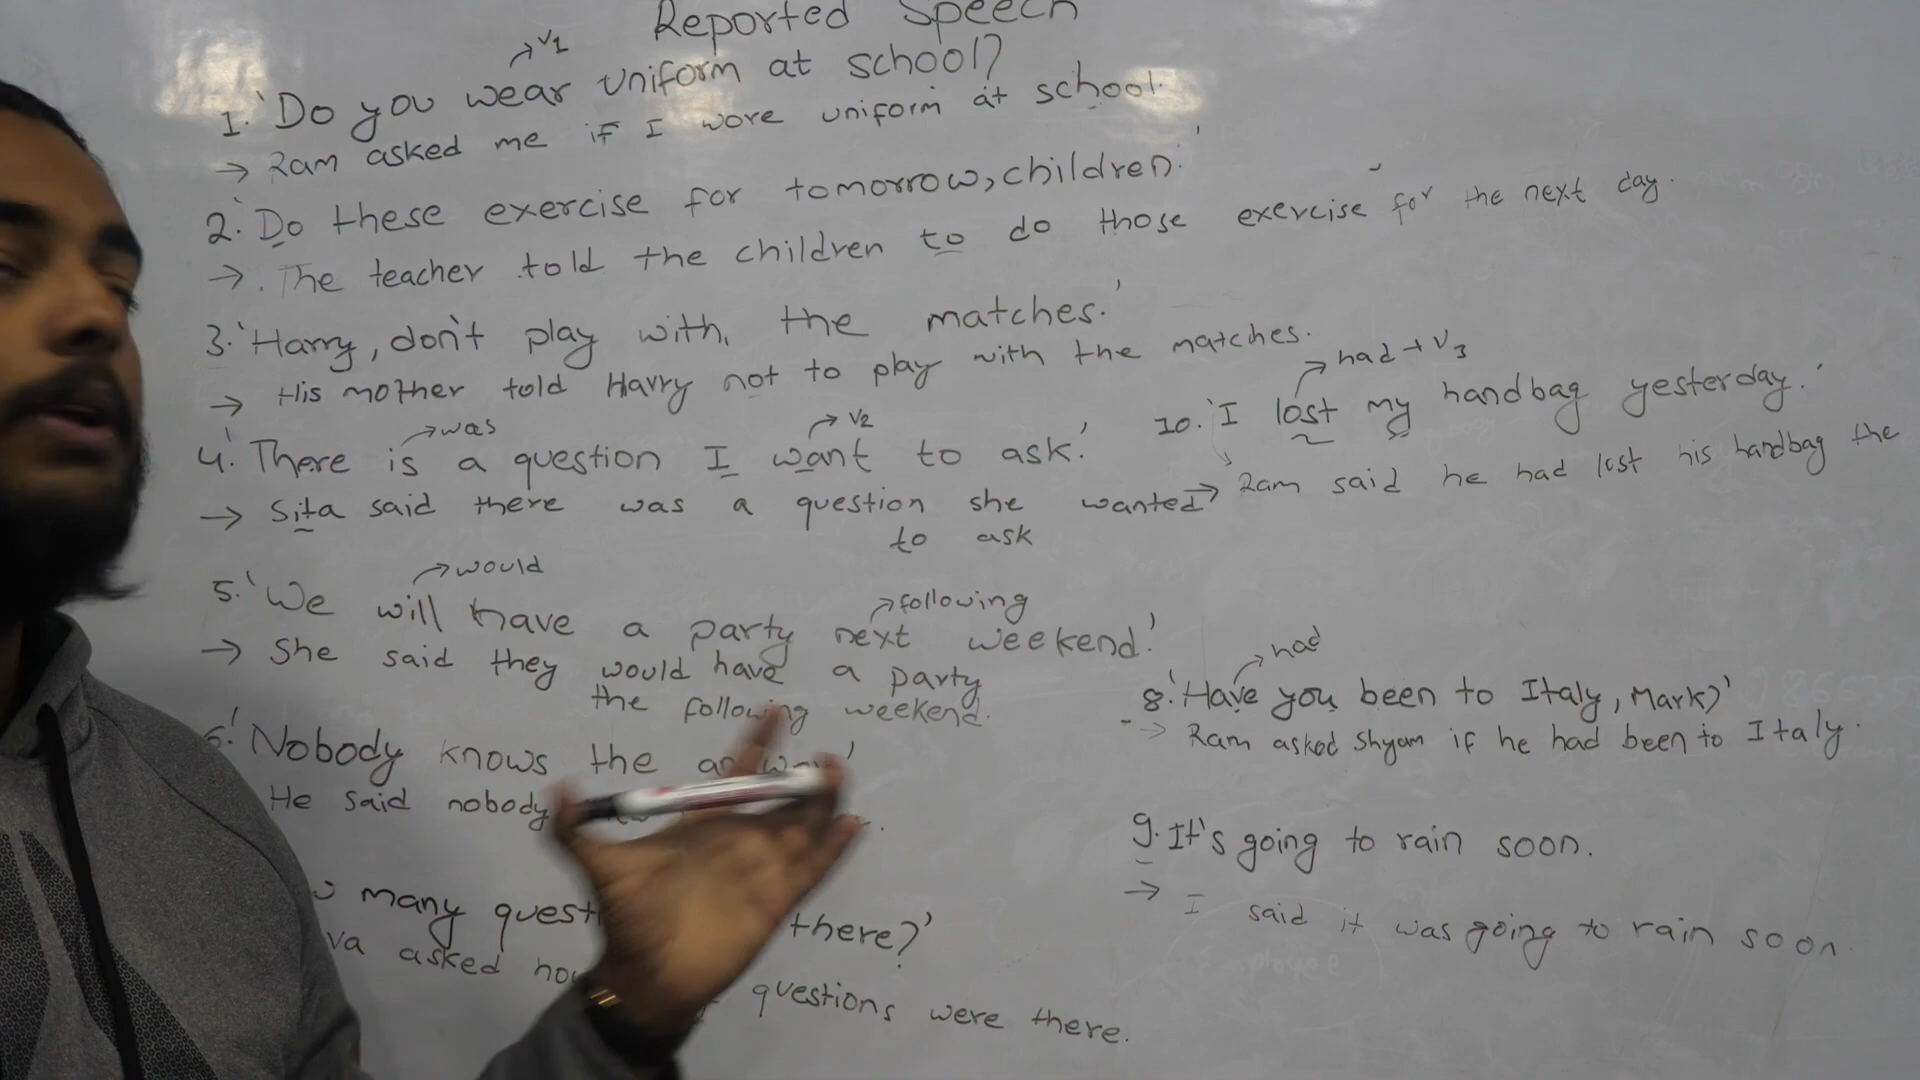 Reported Speech
→V1
1. 'Do you wear uniform at school?
→ Ram asked me if I wore uniform at school.
2. 'Do these exercise for tomorrow, children.'
→ The teacher told the children to do those exercise for the next day.
3. 'Harry, don't play with, the matches.'
→ His mother told Harry not to play with the matches.
→was →V2
4. 'There is a question I want to ask.'
→ Sita said there was a question she wanted
to ask
→would
→following
5. 'We will have a party next weekend.'
→ She said they would have a party
the following weekend.
6. 'Nobody knows the
He said nobody
many there?'
asked questions were there.
→had
8. 'Have you been to Italy, Mark?'
→ Ram asked Shyam if he had been to Italy.
9. It's going to rain soon.
→ I said it was going to rain soon
→had + V3
10. 'I lost my handbag yesterday.'
→ Ram said he had lost his handbag the